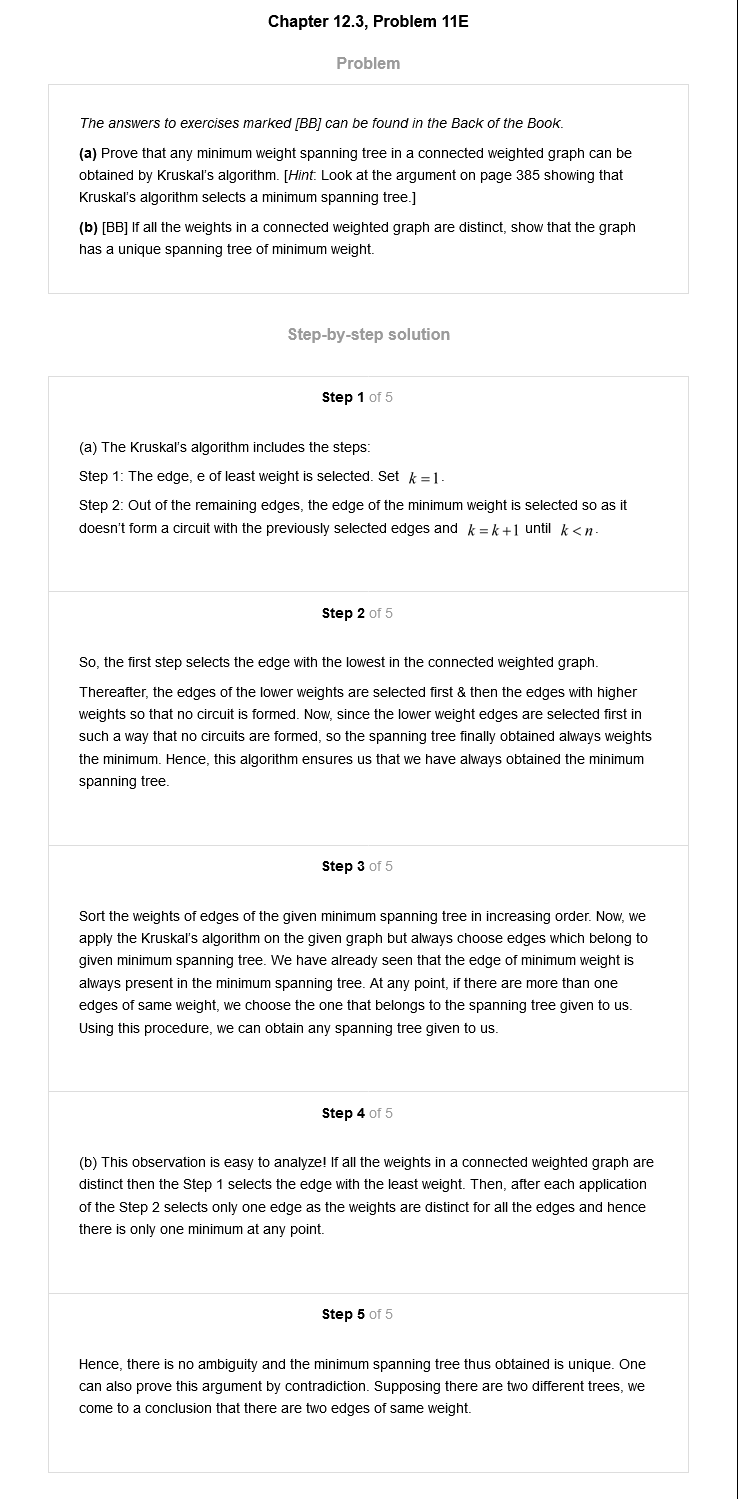 Chapter 12.3, Problem 11E
Problem
The answers to exercises marked [BB] can be found in the Back of the Book.
(a) Prove that any minimum weight spanning tree in a connected weighted graph can be
obtained by Kruskal's algorithm. [Hint: Look at the argument on page 385 showing that
Kruskal's algorithm selects a minimum spanning tree.]
(b) [BB] If all the weights in a connected weighted graph are distinct, show that the graph
has a unique spanning tree of minimum weight.
Step-by-step solution
Step 1 of 5
(a) The Kruskal's algorithm includes the steps:
Step 1: The edge, e of least weight is selected. Set k = 1.
Step 2: Out of the remaining edges, the edge of the minimum weight is selected so as it
doesn't form a circuit with the previously selected edges and k = k + 1 until k < n.
Step 2 of 5
So, the first step selects the edge with the lowest in the connected weighted graph.
Thereafter, the edges of the lower weights are selected first & then the edges with higher
weights so that no circuit is formed. Now, since the lower weight edges are selected first in
such a way that no circuits are formed, so the spanning tree finally obtained always weights
the minimum. Hence, this algorithm ensures us that we have always obtained the minimum
spanning tree.
Step 3 of 5
Sort the weights of edges of the given minimum spanning tree in increasing order. Now, we
apply the Kruskal's algorithm on the given graph but always choose edges which belong to
given minimum spanning tree. We have already seen that the edge of minimum weight is
always present in the minimum spanning tree. At any point, if there are more than one
edges of same weight, we choose the one that belongs to the spanning tree given to us.
Using this procedure, we can obtain any spanning tree given to us.
Step 4 of 5
(b) This observation is easy to analyze! If all the weights in a connected weighted graph are
distinct then the Step 1 selects the edge with the least weight. Then, after each application
of the Step 2 selects only one edge as the weights are distinct for all the edges and hence
there is only one minimum at any point.
Step 5 of 5
Hence, there is no ambiguity and the minimum spanning tree thus obtained is unique. One
can also prove this argument by contradiction. Supposing there are two different trees, we
come to a conclusion that there are two edges of same weight.